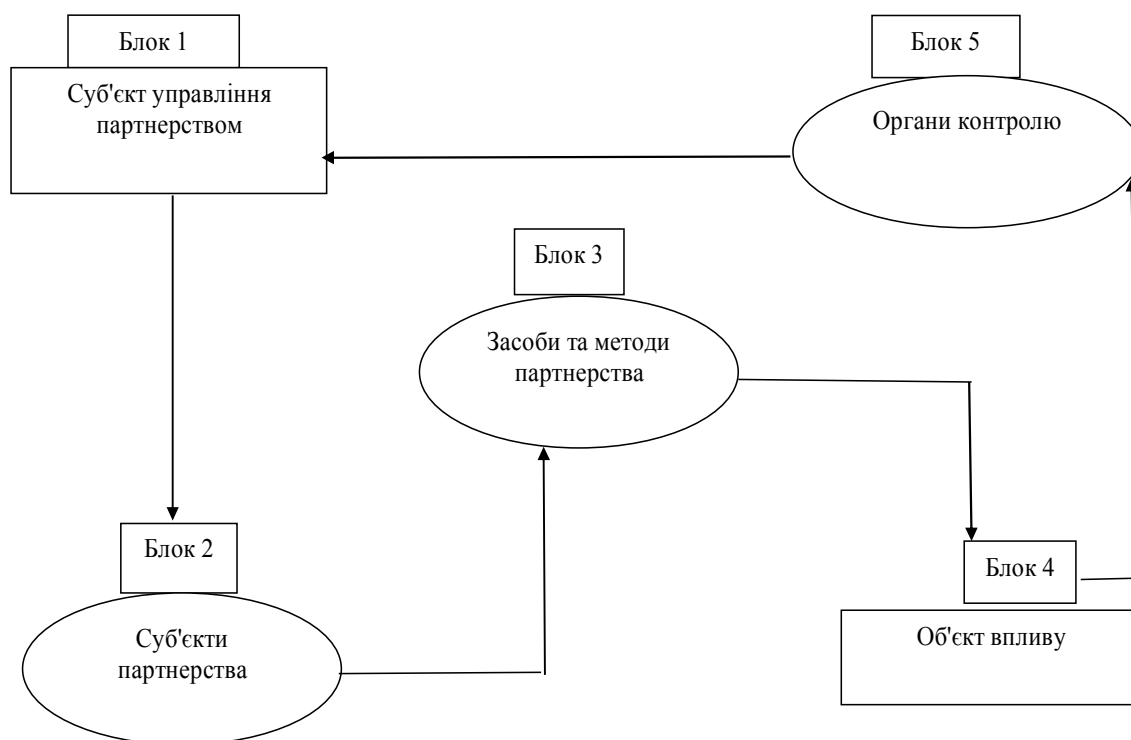 Блок 1
Суб'єкт управління
партнерством
Блок 5
Органи контролю
Блок 3
Засоби та методи
партнерства
Блок 2
Суб'єкти
партнерства
Блок 4
Об'єкт впливу